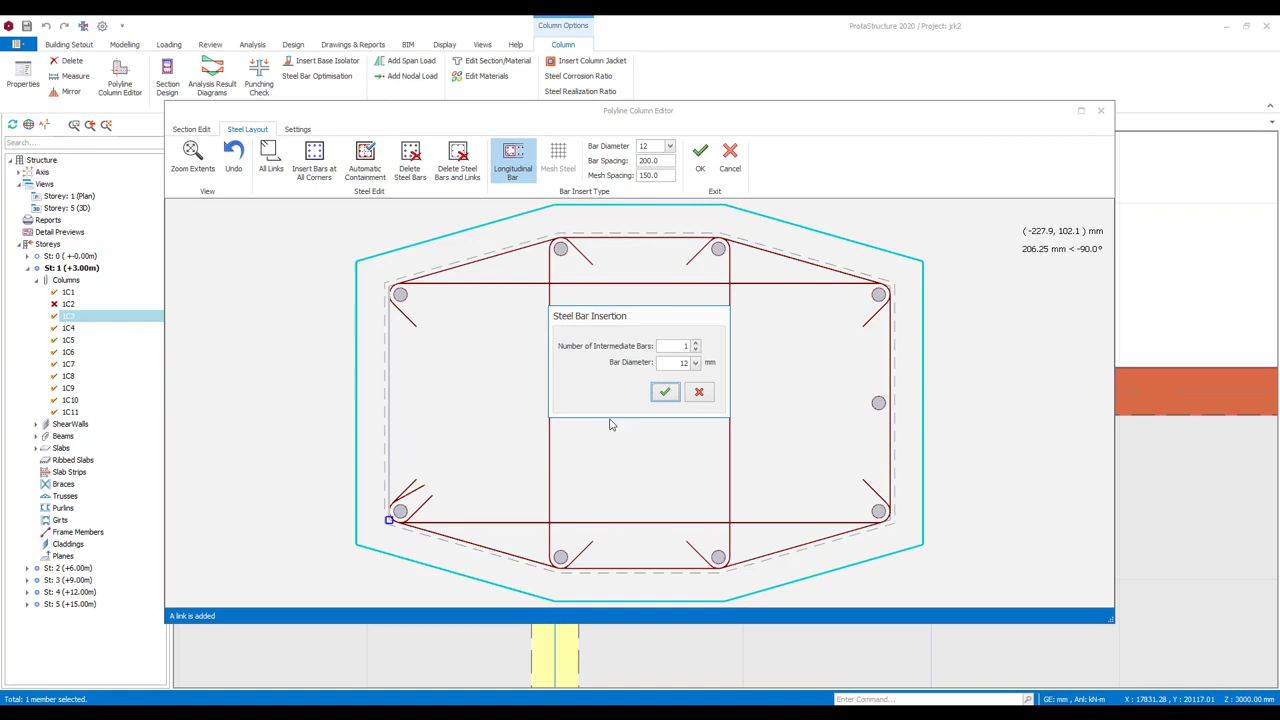 Column Options
ProtaStructure 2020 / Project: jrk2
Building Setout
Modelling
Loading
Review
Analysis
Design
Drawings & Reports
BIM
Display
Views
Help
Column
Properties
Delete
Measure
Mirror
Polyline Column Editor
Section Design
Analysis Result Diagrams
Punching Check
Insert Base Isolator
Steel Bar Optimisation
Add Span Load
Add Nodal Load
Edit Section/Material
Edit Materials
Insert Column Jacket
Steel Corrosion Ratio
Steel Realization Ratio
Polyline Column Editor
Section Edit
Steel Layout
Settings
Zoom Extents
Undo
All Links
Insert Bars at All Corners
Automatic Containment
Delete Steel Bars
Delete Steel Bars and Links
Longitudinal Bar
Mesh Steel
Bar Diameter: 12
Bar Spacing: 200.0
Mesh Spacing: 150.0
OK
Cancel
View
Steel Edit
Bar Insert Type
Exit
( -227.9, 102.1 ) mm
206.25 mm < -90.0°
Steel Bar Insertion
Number of Intermediate Bars: 1
Bar Diameter: 12 mm
A link is added
Search...
Structure
Axis
Views
Storey: 1 (Plan)
Storey: 5 (3D)
Reports
Detail Previews
Storeys
St: 0 ( +-0.00m)
St: 1 (+3.00m)
Columns
1C1
1C2
1C3
1C4
1C5
1C6
1C7
1C8
1C9
1C10
1C11
ShearWalls
Beams
Slabs
Ribbed Slabs
Slab Strips
Braces
Trusses
Purlins
Girts
Frame Members
Claddings
Planes
St: 2 (+6.00m)
St: 3 (+9.00m)
St: 4 (+12.00m)
St: 5 (+15.00m)
Total: 1 member selected.
Enter Command...
GE: mm , Anl: kN-m
X : 17831.28 , Y : 20117.01
Z : 3000.00 mm